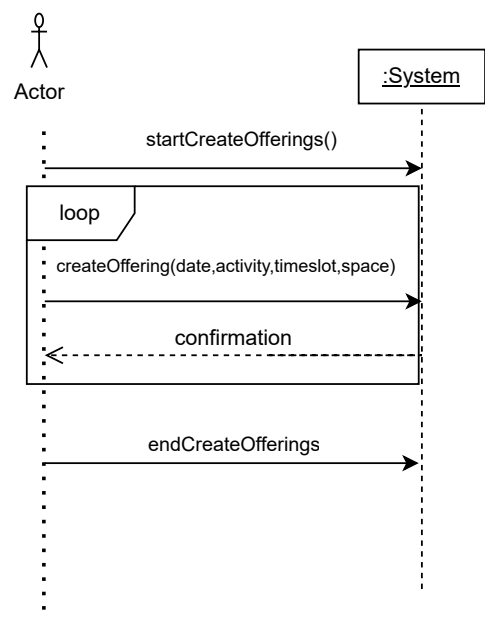 Actor
:System
startCreateOfferings()
loop
createOffering(date,activity,timeslot,space)
confirmation
endCreateOfferings